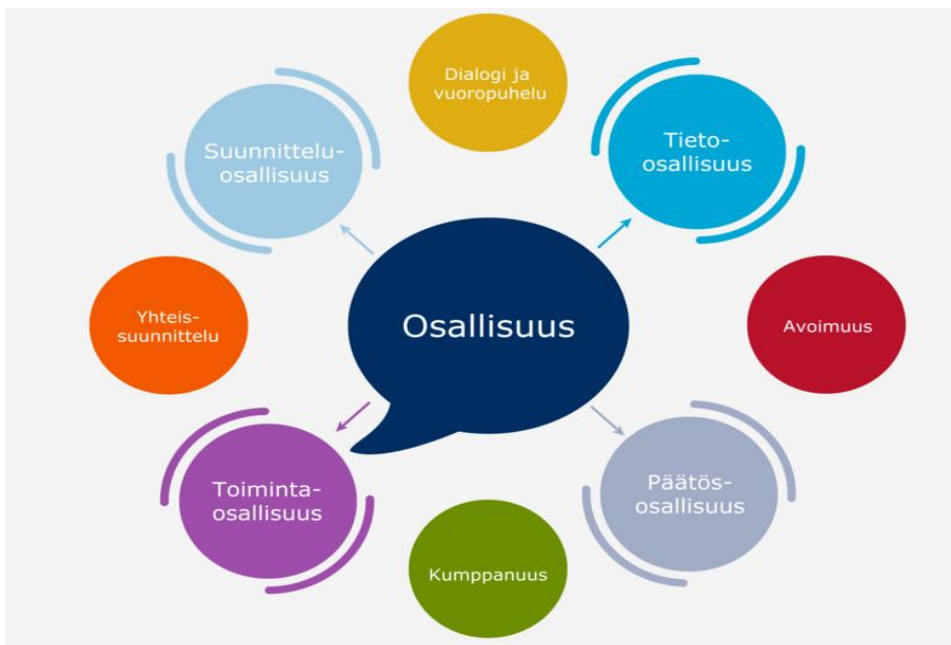 Dialogi ja
vuoropuhelu
Suunnittelu-
osallisuus
Tieto-
osallisuus
Yhteis-
suunnittelu
Osallisuus
Avoimuus
Toiminta-
osallisuus
Päätös-
osallisuus
Kumppanuus